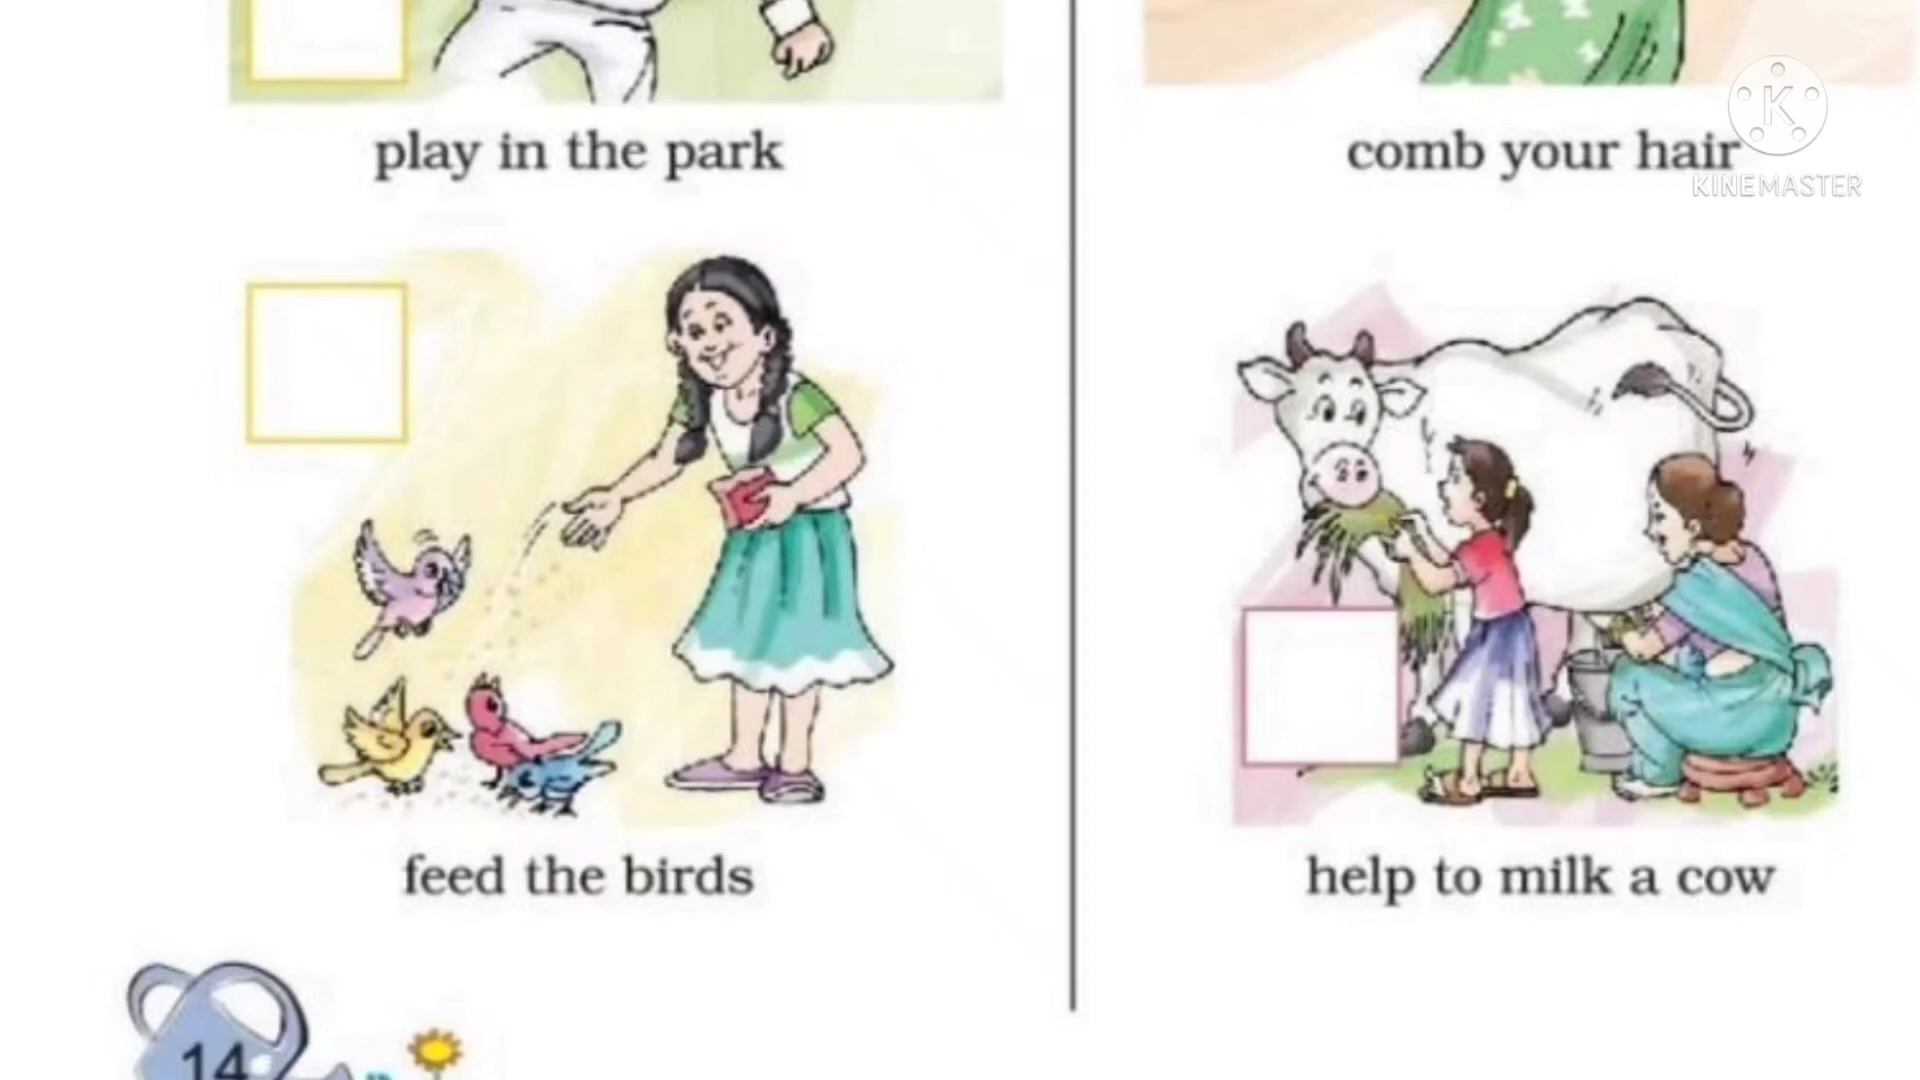 play in the park
comb your hair
KINEMASTER
feed the birds
help to milk a cow
14